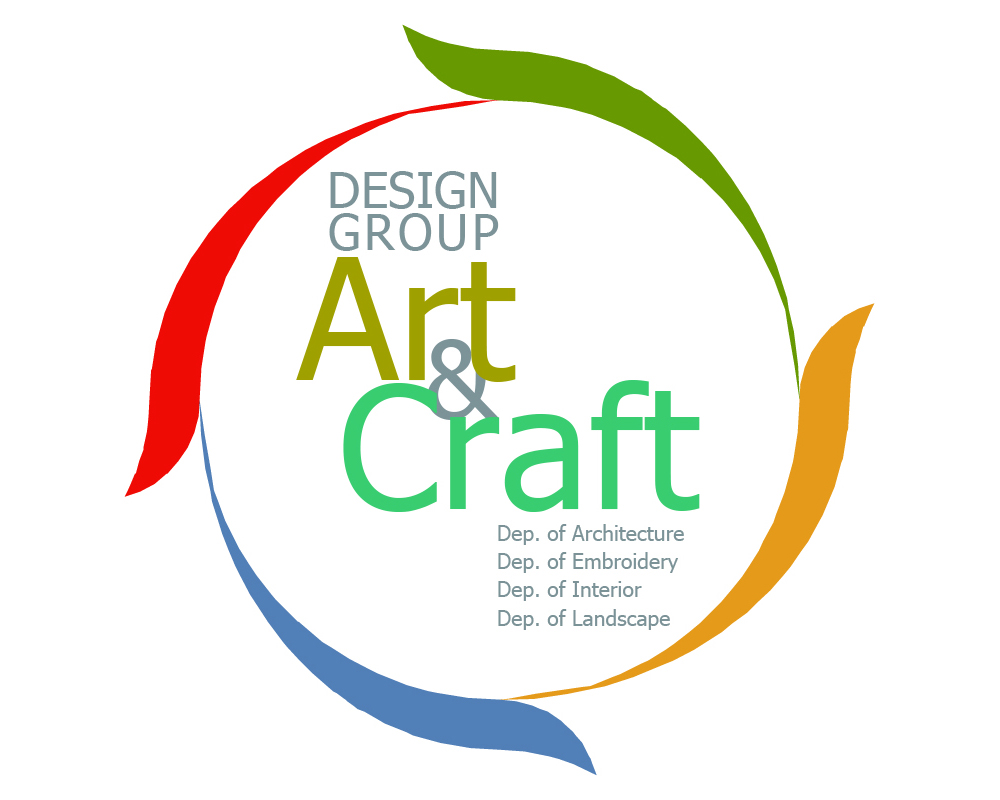 DESIGN
GROUP
Art
&
Craft
Dep. of Architecture
Dep. of Embroidery
Dep. of Interior
Dep. of Landscape